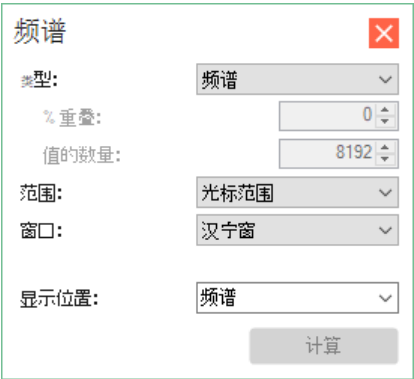 频谱
类型: 频谱
% 重叠: 0
值的数量: 8192
范围: 光标范围
窗口: 汉宁窗
显示位置: 频谱
计算